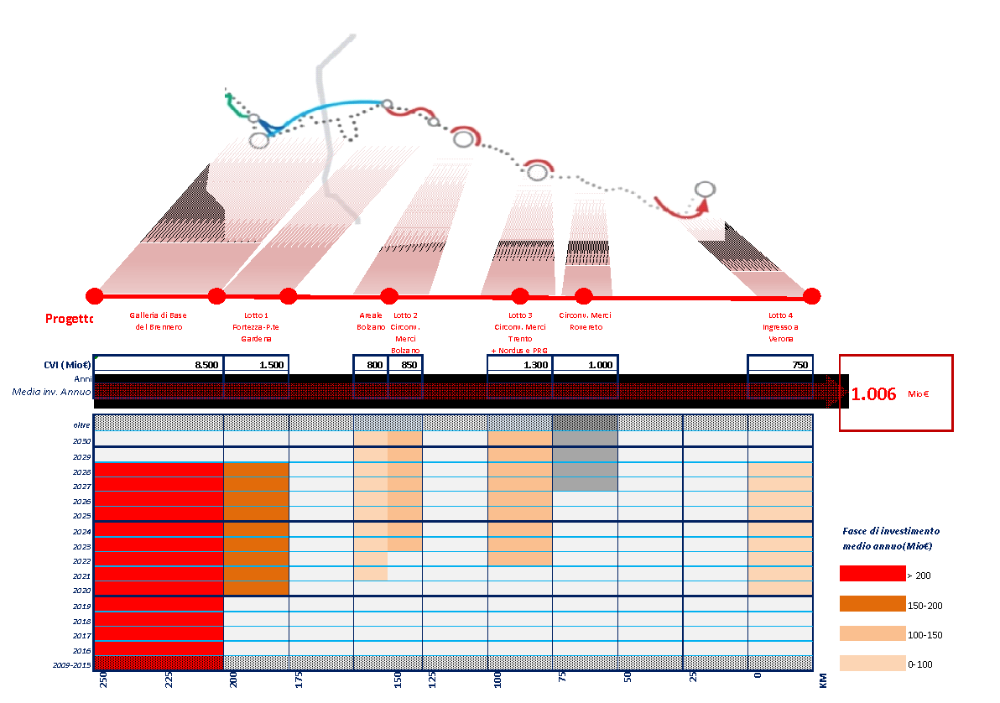 Progetto
Galleria di Base
del Brennero
Lotto 1
Fortezza-P.te
Gardena
Areale
Bolzano
Lotto 2
Circonv.
Merci
Bolzano
Lotto 3
Circonv. Merci
Trento
+ Nordus e PRG
Circonv. Merci
Rovereto
Lotto 4
Ingresso a
Verona
CVI (Mio€) 8.500 1.500 800 850 1.300 1.000 750
Anni
Media inv. Annuo
1.006 Mio€
oltre
2030
2029
2028
2027
2026
2025
2024
2023
2022
2021
2020
2019
2018
2017
2016
2009-2015
250 225 200 175 150 125 100 75 50 25 0 KM
Fasce di investimento
medio annuo(Mio€)
> 200
150-200
100-150
0-100